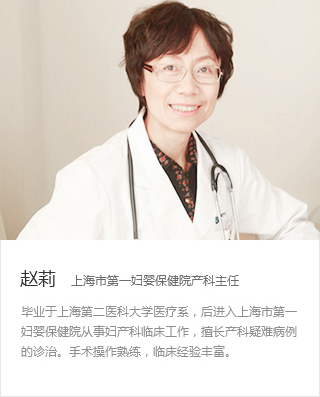 赵莉 上海市第一妇婴保健院产科主任
毕业于上海第二医科大学医疗系，后进入上海市第一
妇婴保健院从事妇产科临床工作，擅长产科疑难病例
的诊治。手术操作熟练，临床经验丰富。